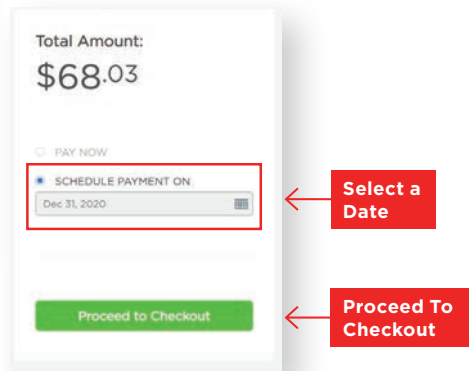 Total Amount:
$68.03
PAY NOW
SCHEDULE PAYMENT ON
Dec 31, 2020
Select a
Date
Proceed to Checkout
Proceed To
Checkout